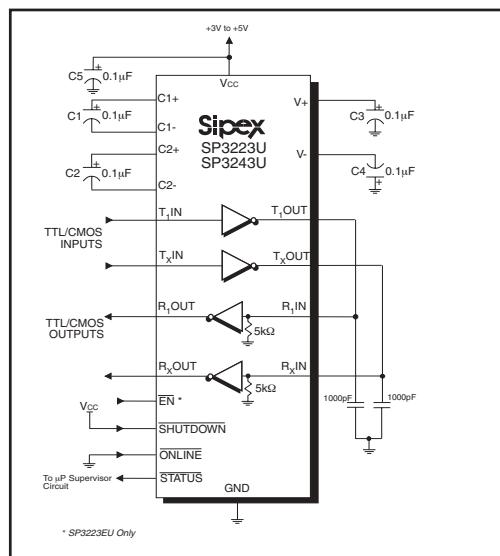 +3V to +5V
VCC
C5 + 0.1µF
C1 + 0.1µF
C1+
C1-
C2 + 0.1µF
C2+
C2-
V+
C3 + 0.1µF
V-
C4 0.1µF +
Sipex
SP3223U
SP3243U
TTL/CMOS
INPUTS
T1IN
T1OUT
TXIN
TXOUT
TTL/CMOS
OUTPUTS
R1OUT
R1IN
5kΩ
RXOUT
RXIN
5kΩ
1000pF
1000pF
EN *
VCC
SHUTDOWN
ONLINE
To µP Supervisor
Circuit
STATUS
GND
* SP3223EU Only